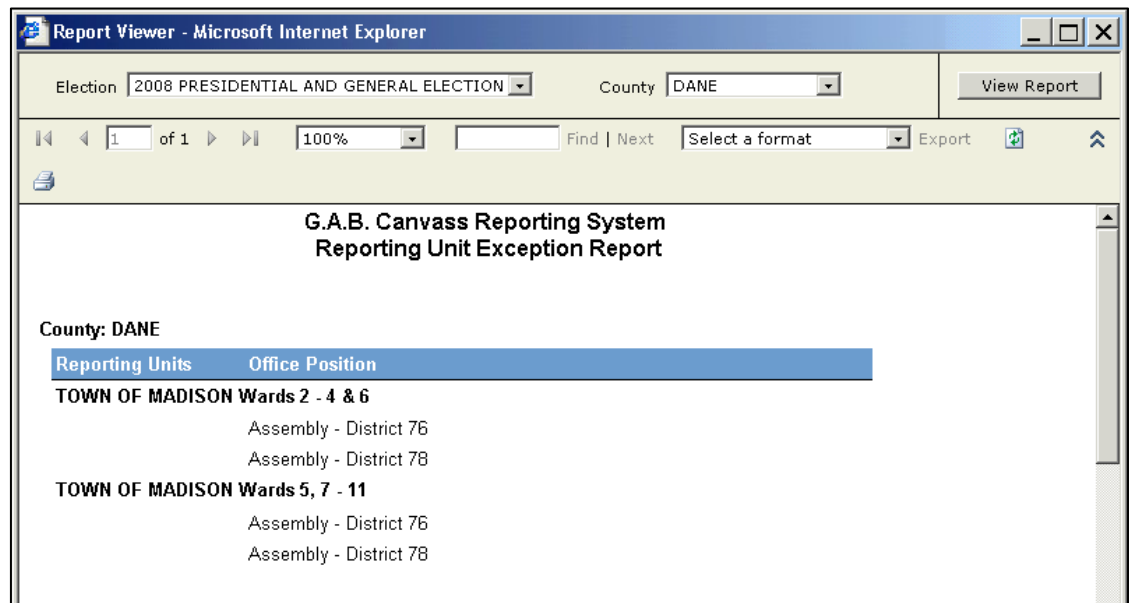 Report Viewer - Microsoft Internet Explorer
Election 2008 PRESIDENTIAL AND GENERAL ELECTION County DANE View Report
1 of 1 100% Find | Next Select a format Export
G.A.B. Canvass Reporting System
Reporting Unit Exception Report
County: DANE
Reporting Units Office Position
TOWN OF MADISON Wards 2 - 4 & 6
Assembly - District 76
Assembly - District 78
TOWN OF MADISON Wards 5, 7 - 11
Assembly - District 76
Assembly - District 78